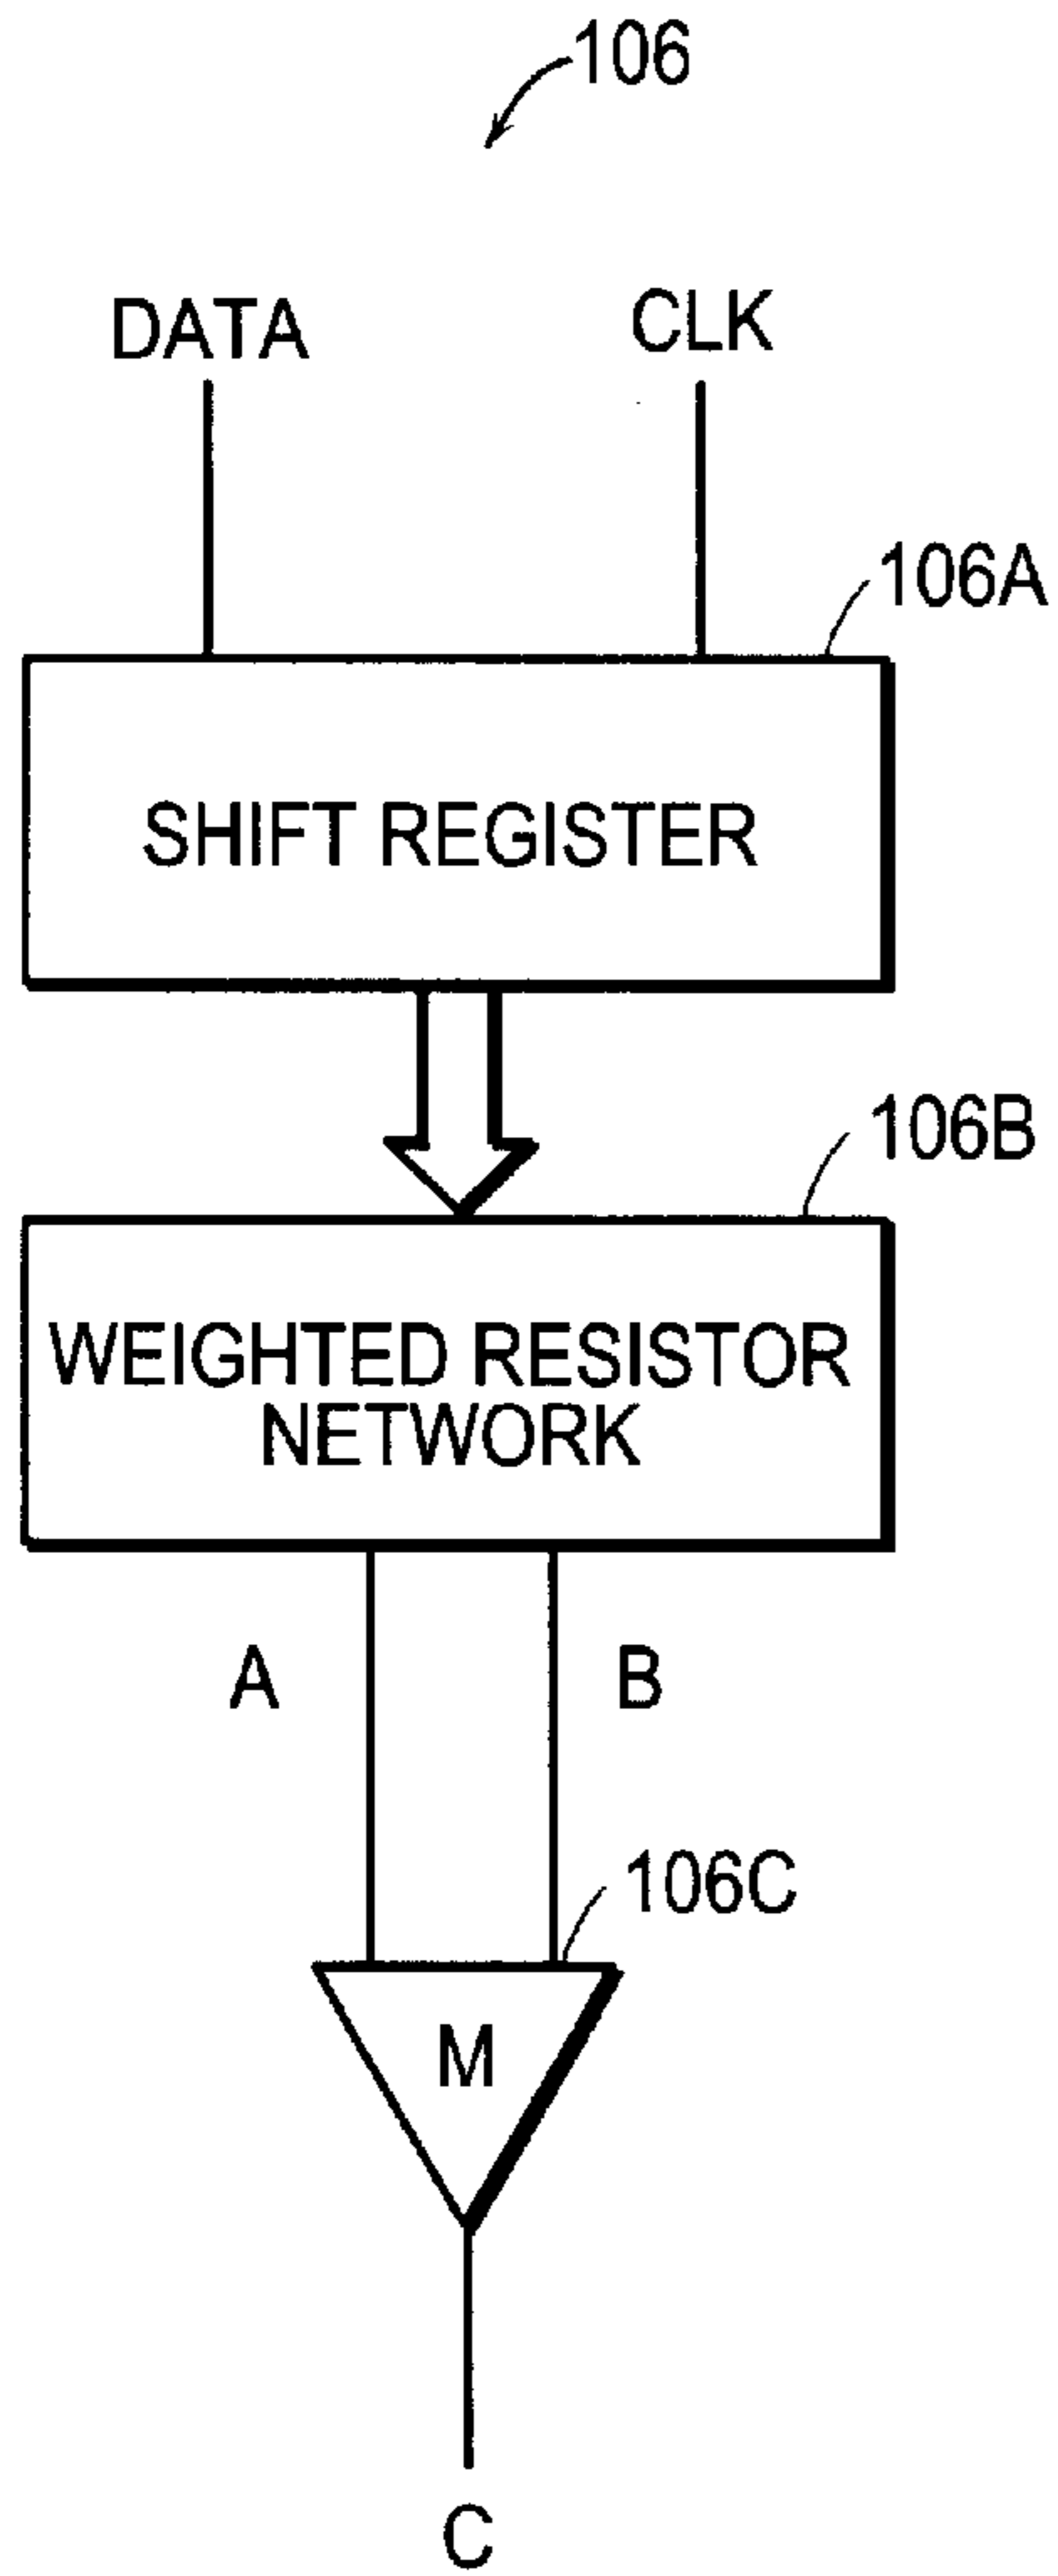 106
DATA
CLK
106A
SHIFT REGISTER
106B
WEIGHTED RESISTOR
NETWORK
A
B
106C
M
C